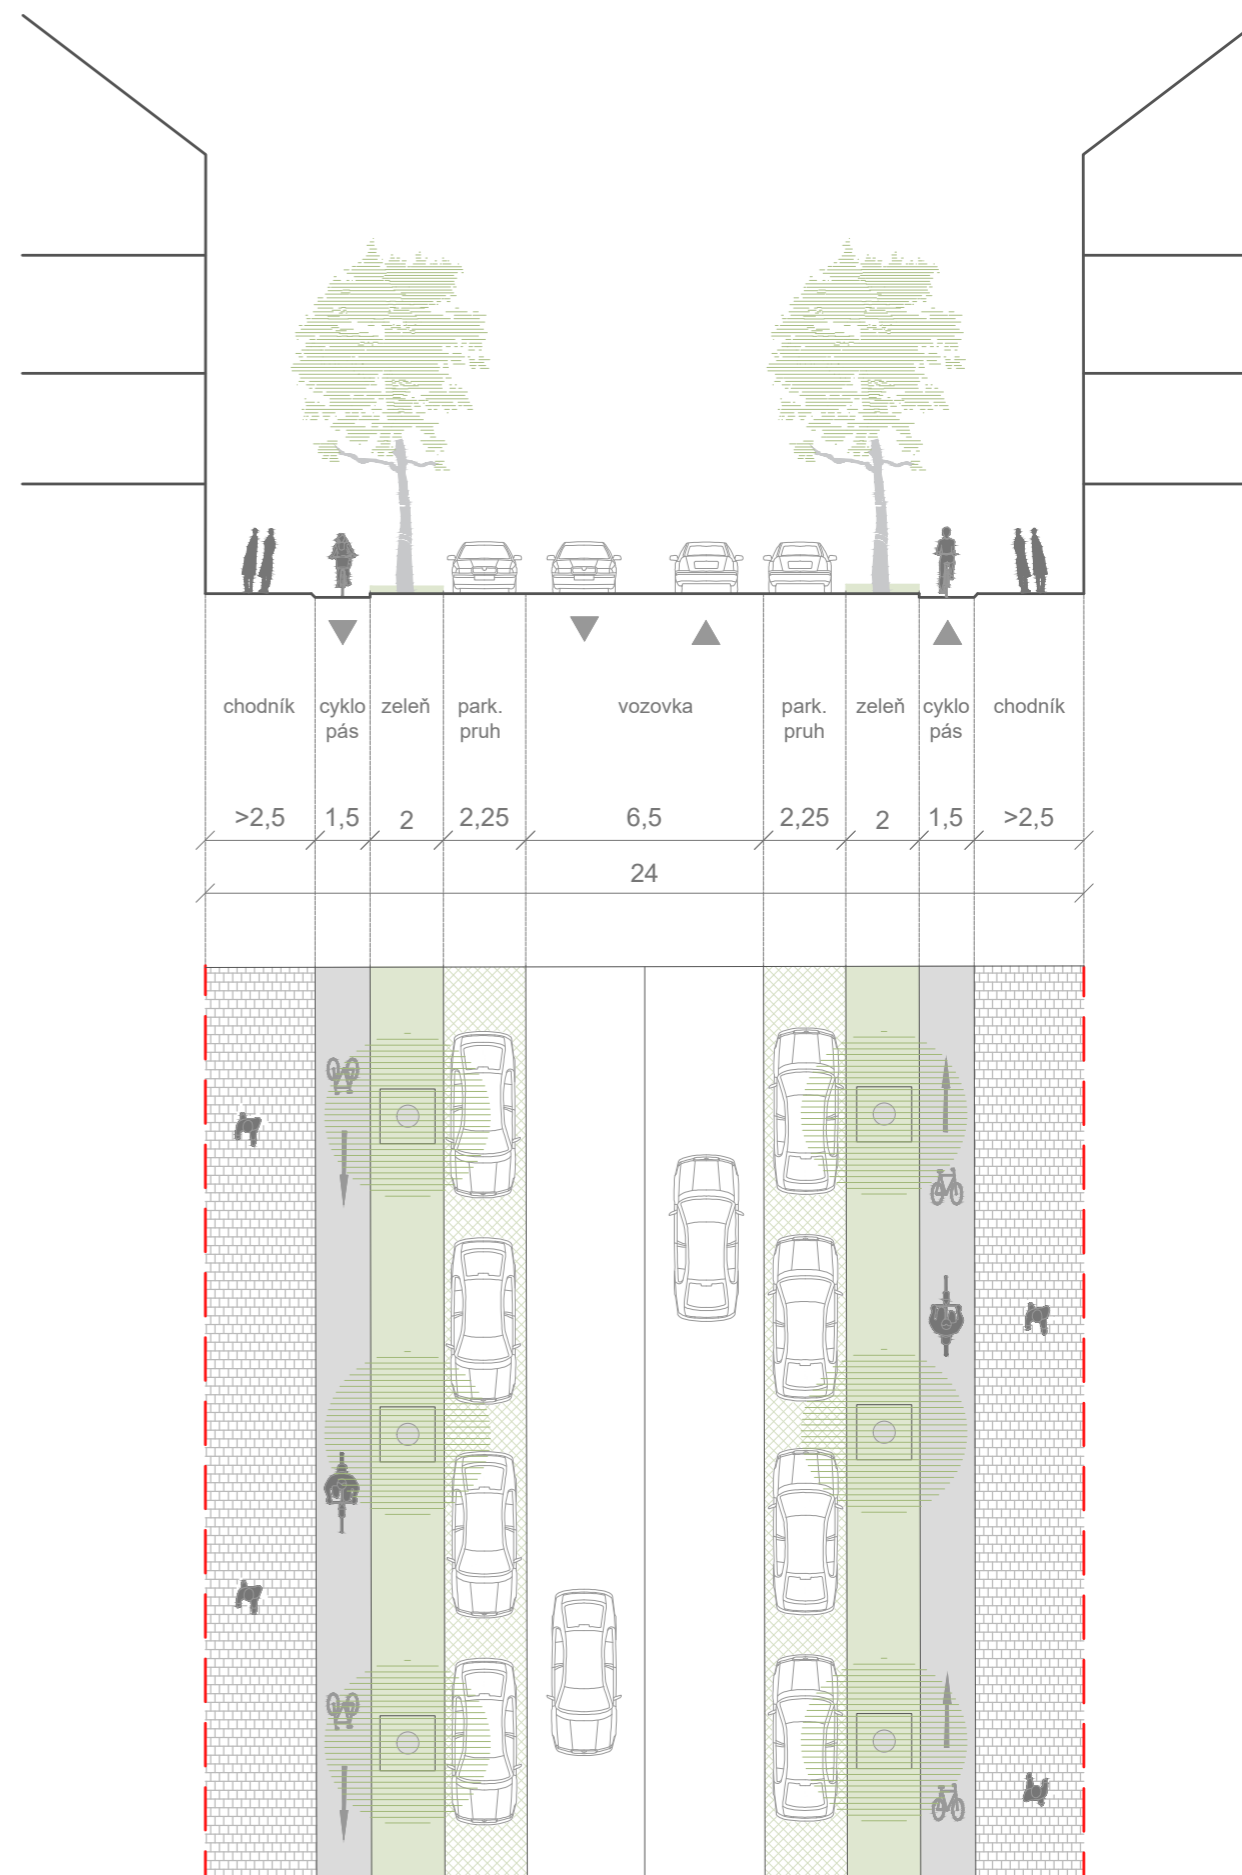 chodník cyklo zeleň park. vozovka park. zeleň cyklo chodník
pás pruh pruh pás
>2,5 1,5 2 2,25 6,5 2,25 2 1,5 >2,5
24